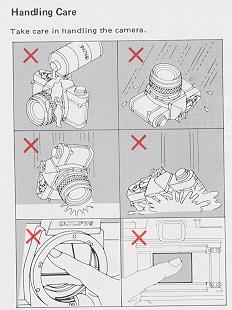 Handling Care
Take care in handling the camera.
OLYMPUS